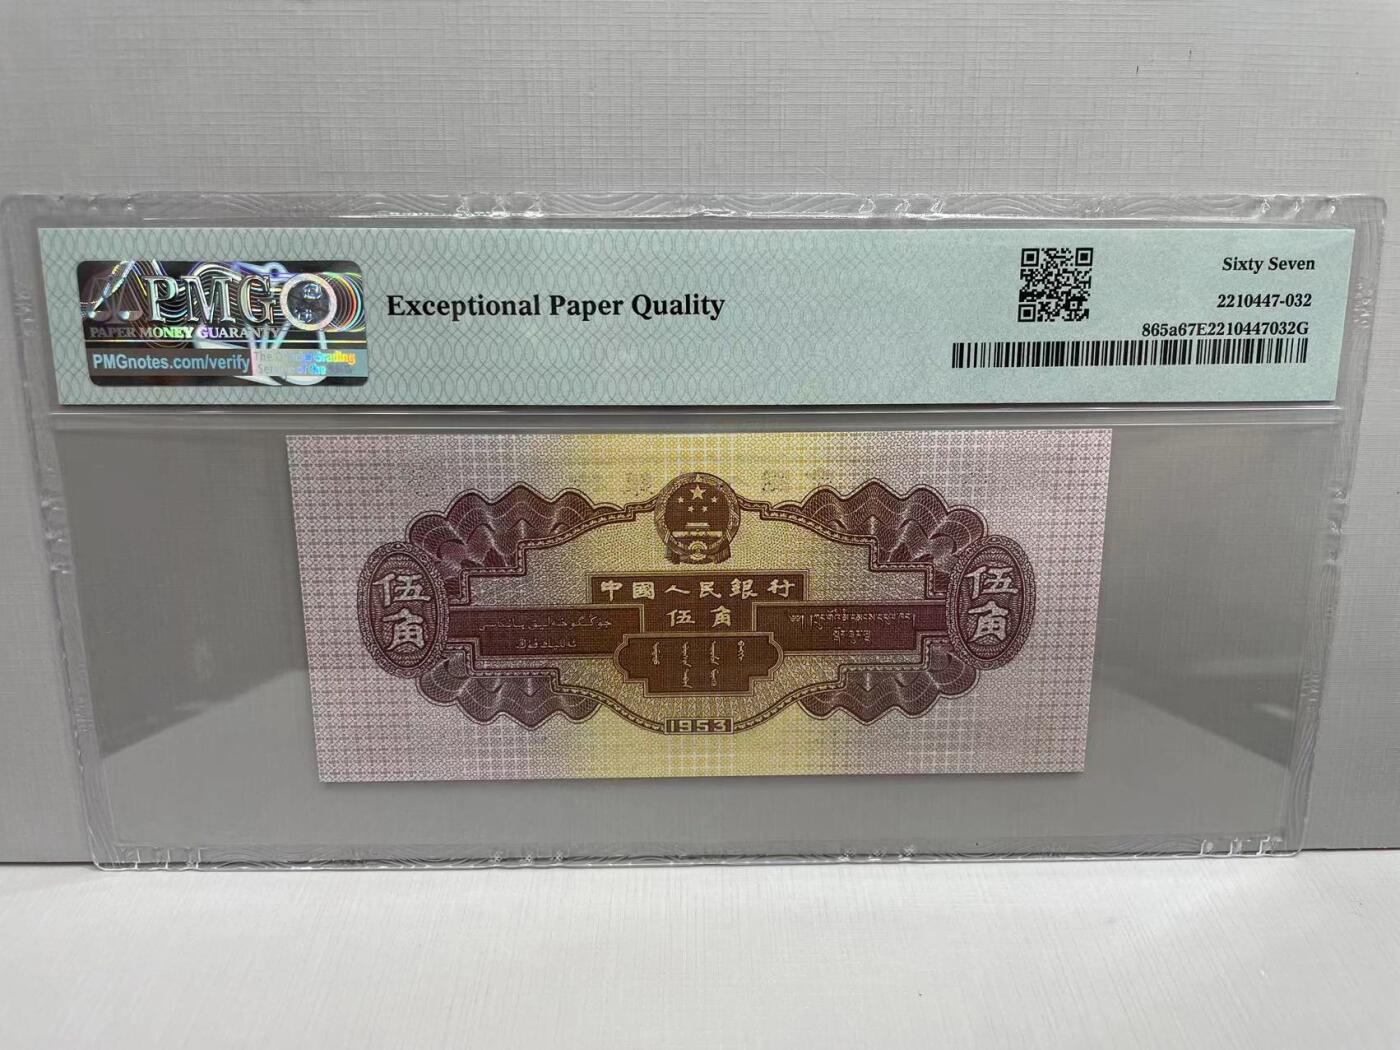 PMG
PAPER MONEY GUARANTY
PMGnotes.com/verify
Exceptional Paper Quality
Sixty Seven
2210447-032
865a67E2210447032G
中國人民銀行
伍角
伍角
伍角
1953